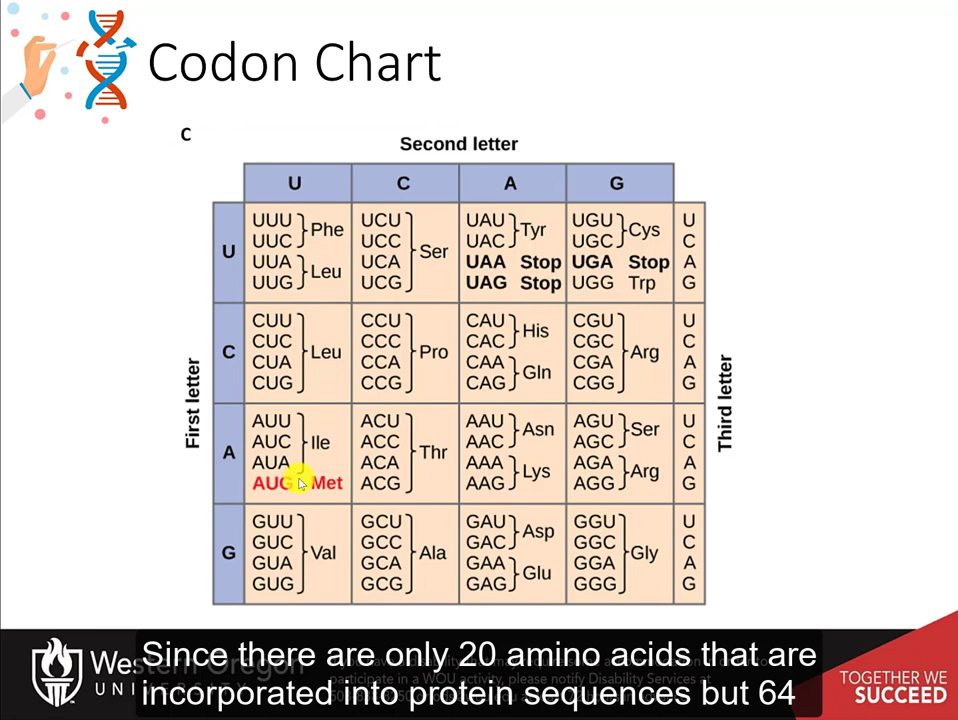 Codon Chart
C
Second letter
U C A G
First letter
Third letter
U
UUU
UUC
Phe
UUA
UUG
Leu
UCU
UCC
UCA
UCG
Ser
UAU
UAC
Tyr
UAA Stop
UAG Stop
UGU
UGC
Cys
UGA Stop
UGG Trp
U
C
A
G
C
CUU
CUC
CUA
CUG
Leu
CCU
CCC
CCA
CCG
Pro
CAU
CAC
His
CAA
CAG
Gln
CGU
CGC
CGA
CGG
Arg
U
C
A
G
A
AUU
AUC
AUA
Ile
AUG Met
ACU
ACC
ACA
ACG
Thr
AAU
AAC
Asn
AAA
AAG
Lys
AGU
AGC
Ser
AGA
AGG
Arg
U
C
A
G
G
GUU
GUC
GUA
GUG
Val
GCU
GCC
GCA
GCG
Ala
GAU
GAC
Asp
GAA
GAG
Glu
GGU
GGC
GGA
GGG
Gly
U
C
A
G
Western Oregon
UNIVERSITY
participate in a WOU activity, please notify Disability Services at
Since there are only 20 amino acids that are
incorporated into protein sequences but 64
TOGETHER WE
SUCCEED